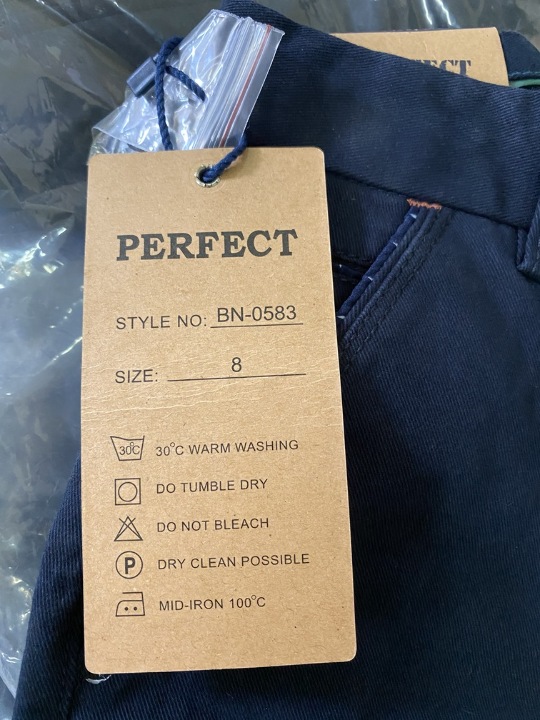 PERFECT
STYLE NO: BN-0583
SIZE: 8
30°C 30°C WARM WASHING
DO TUMBLE DRY
DO NOT BLEACH
P DRY CLEAN POSSIBLE
MID-IRON 100°C